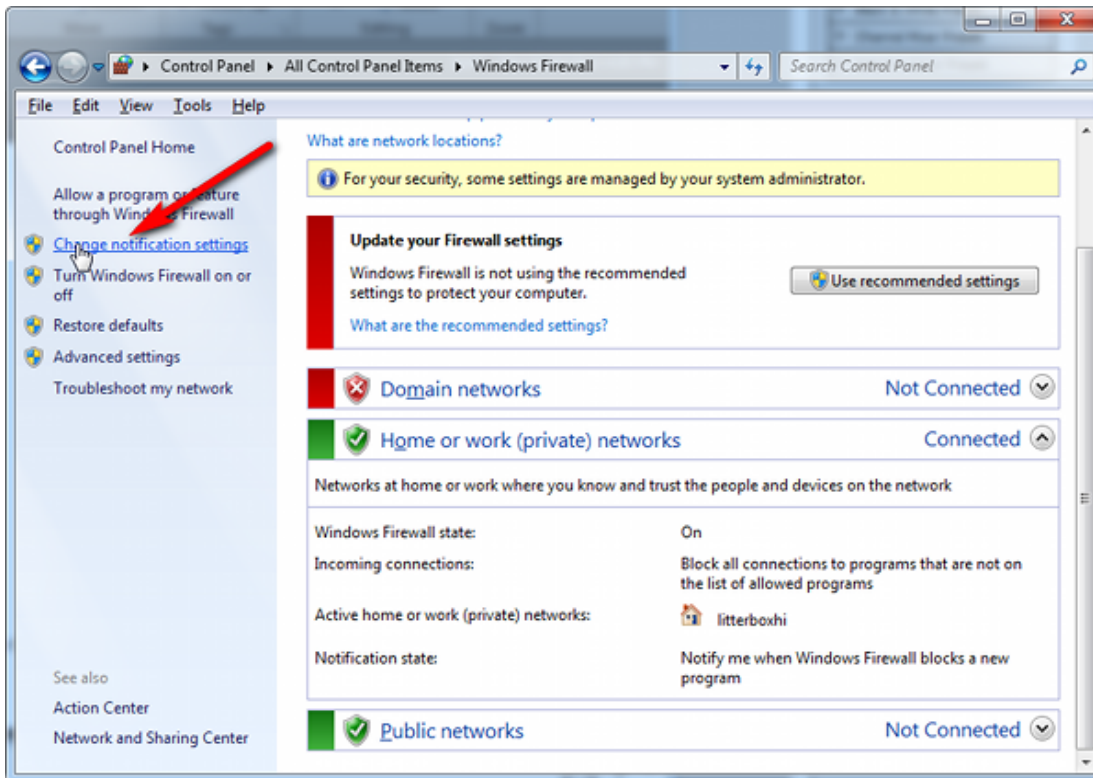 Control Panel ▸ All Control Panel Items ▸ Windows Firewall
Search Control Panel
File Edit View Tools Help
Control Panel Home
Allow a program or feature
through Windows Firewall
Change notification settings
Turn Windows Firewall on or
off
Restore defaults
Advanced settings
Troubleshoot my network
See also
Action Center
Network and Sharing Center
What are network locations?
For your security, some settings are managed by your system administrator.
Update your Firewall settings
Windows Firewall is not using the recommended
settings to protect your computer.
Use recommended settings
What are the recommended settings?
Domain networks Not Connected
Home or work (private) networks Connected
Networks at home or work where you know and trust the people and devices on the network
Windows Firewall state: On
Incoming connections: Block all connections to programs that are not on
the list of allowed programs
Active home or work (private) networks: litterboxhi
Notification state: Notify me when Windows Firewall blocks a new
program
Public networks Not Connected